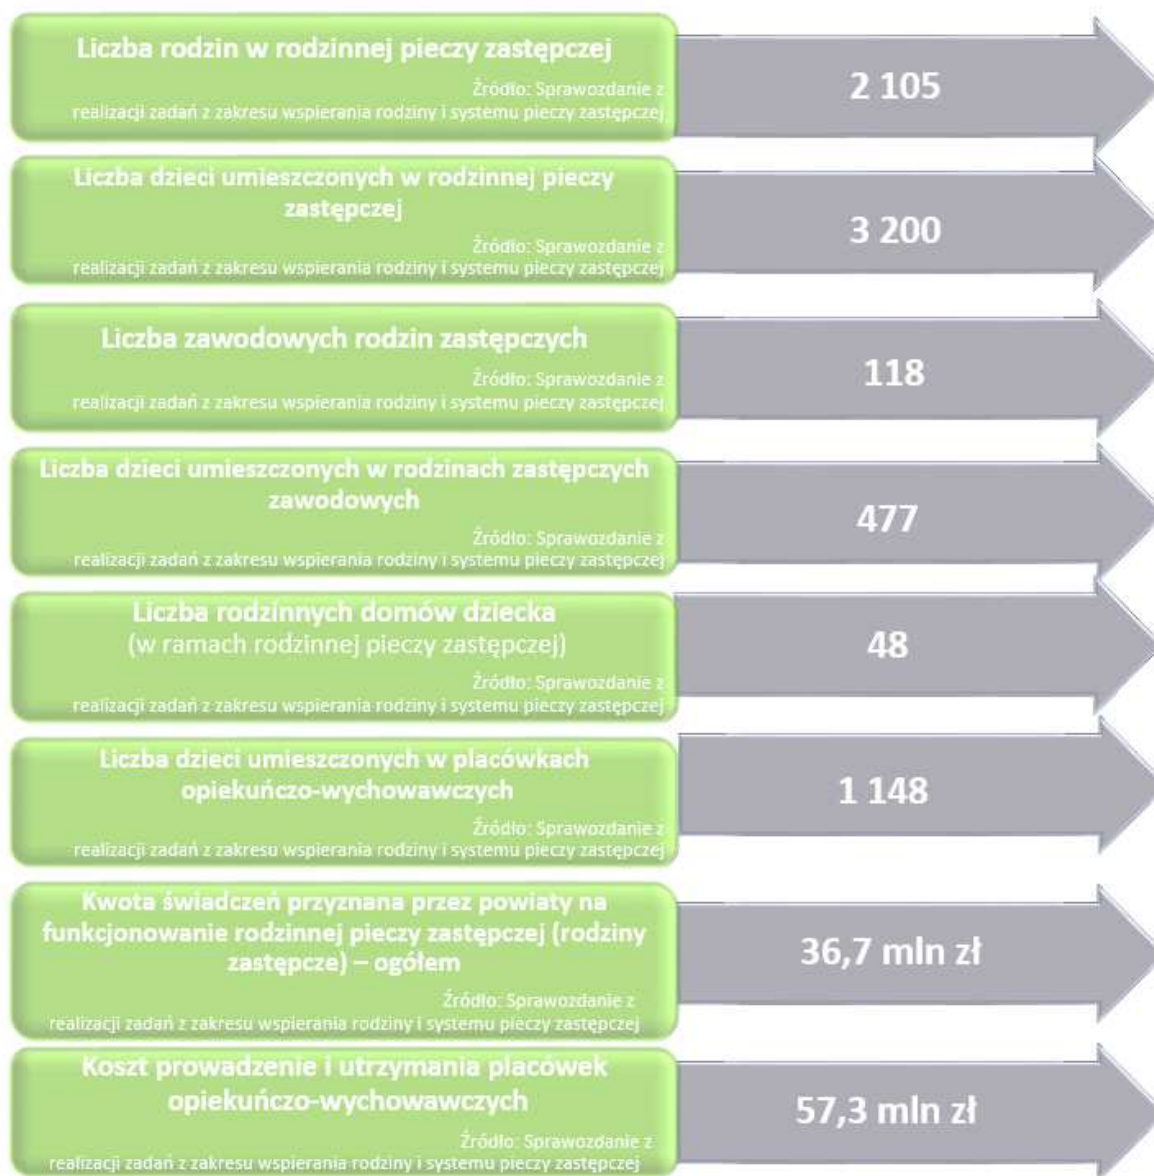 Liczba rodzin w rodzinnej pieczy zastępczej
Źródło: Sprawozdanie z
realizacji zadań z zakresu wspierania rodziny i systemu pieczy zastępczej
2 105
Liczba dzieci umieszczonych w rodzinnej pieczy
zastępczej
Źródło: Sprawozdanie z
realizacji zadań z zakresu wspierania rodziny i systemu pieczy zastępczej
3 200
Liczba zawodowych rodzin zastępczych
Źródło: Sprawozdanie z
realizacji zadań z zakresu wspierania rodziny i systemu pieczy zastępczej
118
Liczba dzieci umieszczonych w rodzinach zastępczych
zawodowych
Źródło: Sprawozdanie z
realizacji zadań z zakresu wspierania rodziny i systemu pieczy zastępczej
477
Liczba rodzinnych domów dziecka
(w ramach rodzinnej pieczy zastępczej)
Źródło: Sprawozdanie z
realizacji zadań z zakresu wspierania rodziny i systemu pieczy zastępczej
48
Liczba dzieci umieszczonych w placówkach
opiekuńczo-wychowawczych
Źródło: Sprawozdanie z
realizacji zadań z zakresu wspierania rodziny i systemu pieczy zastępczej
1 148
Kwota świadczeń przyznana przez powiaty na
funkcjonowanie rodzinnej pieczy zastępczej (rodziny
zastępcze) – ogółem
Źródło: Sprawozdanie z
realizacji zadań z zakresu wspierania rodziny i systemu pieczy zastępczej
36,7 mln zł
Koszt prowadzenie i utrzymania placówek
opiekuńczo-wychowawczych
Źródło: Sprawozdanie z
realizacji zadań z zakresu wspierania rodziny i systemu pieczy zastępczej
57,3 mln zł